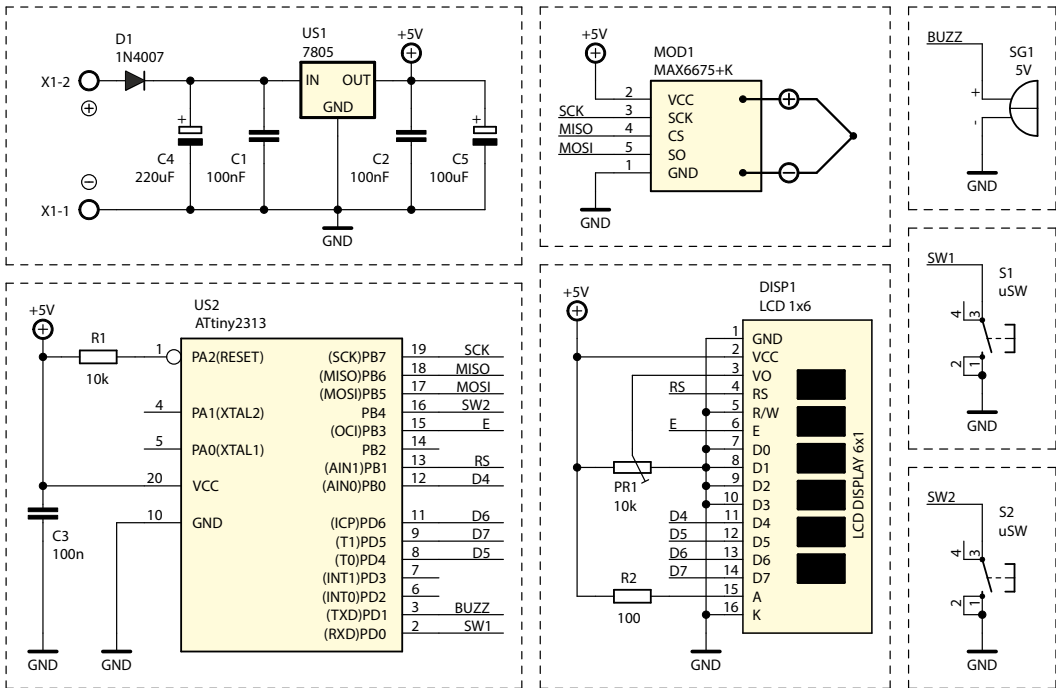 D1
1N4007
X1-2
+
−
X1-1
+
C4
220uF
C1
100nF
US1
7805
IN OUT
GND
+5V
C2
100nF
+
C5
100uF
GND
+5V
MOD1
MAX6675+K
2 VCC
SCK 3 SCK
MISO 4 CS
MOSI 5 SO
1 GND
+
−
GND
BUZZ
SG1
5V
+
-
GND
SW1
S1
uSW
4 3
2 1
GND
SW2
S2
uSW
4 3
2 1
GND
+5V
R1
10k
C3
100n
GND
GND
US2
ATtiny2313
1 PA2(RESET)
4 PA1(XTAL2)
5 PA0(XTAL1)
20 VCC
10 GND
(SCK)PB7 19 SCK
(MISO)PB6 18 MISO
(MOSI)PB5 17 MOSI
PB4 16 SW2
(OCI)PB3 15 E
PB2 14
(AIN1)PB1 13 RS
(AIN0)PB0 12 D4
(ICP)PD6 11 D6
(T1)PD5 9 D7
(T0)PD4 8 D5
(INT1)PD3 7
(INT0)PD2 6
(TXD)PD1 3 BUZZ
(RXD)PD0 2 SW1
+5V
PR1
10k
R2
100
GND
DISP1
LCD 1x6
1 GND
2 VCC
3 VO
RS 4 RS
5 R/W
E 6 E
7 D0
8 D1
9 D2
10 D3
D4 11 D4
D5 12 D5
D6 13 D6
D7 14 D7
15 A
16 K
LCD DISPLAY 6x1